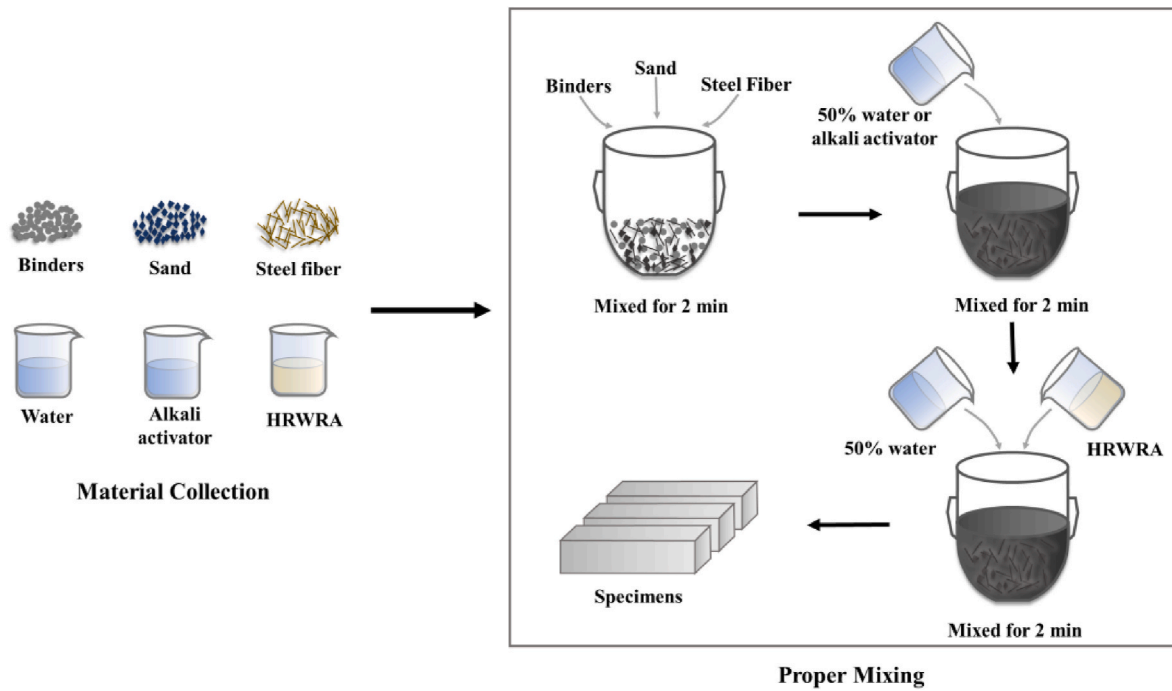 Binders
Sand
Steel fiber
Water
Alkali
activator
HRWRA
Material Collection
Binders
Sand
Steel Fiber
Mixed for 2 min
50% water or
alkali activator
Mixed for 2 min
50% water
HRWRA
Mixed for 2 min
Specimens
Proper Mixing